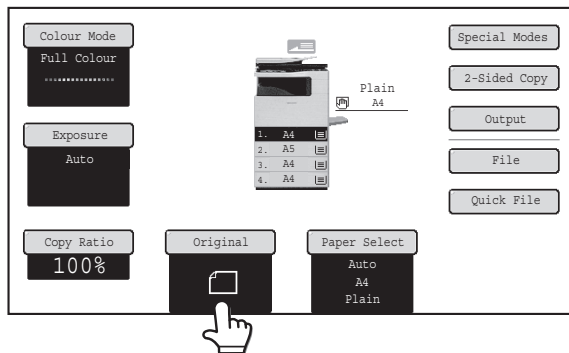 Colour Mode
Full Colour
Exposure
Auto
Copy Ratio
100%
Original
Paper Select
Auto
A4
Plain
Plain
A4
1. A4
2. A5
3. A4
4. A4
Special Modes
2-Sided Copy
Output
File
Quick File